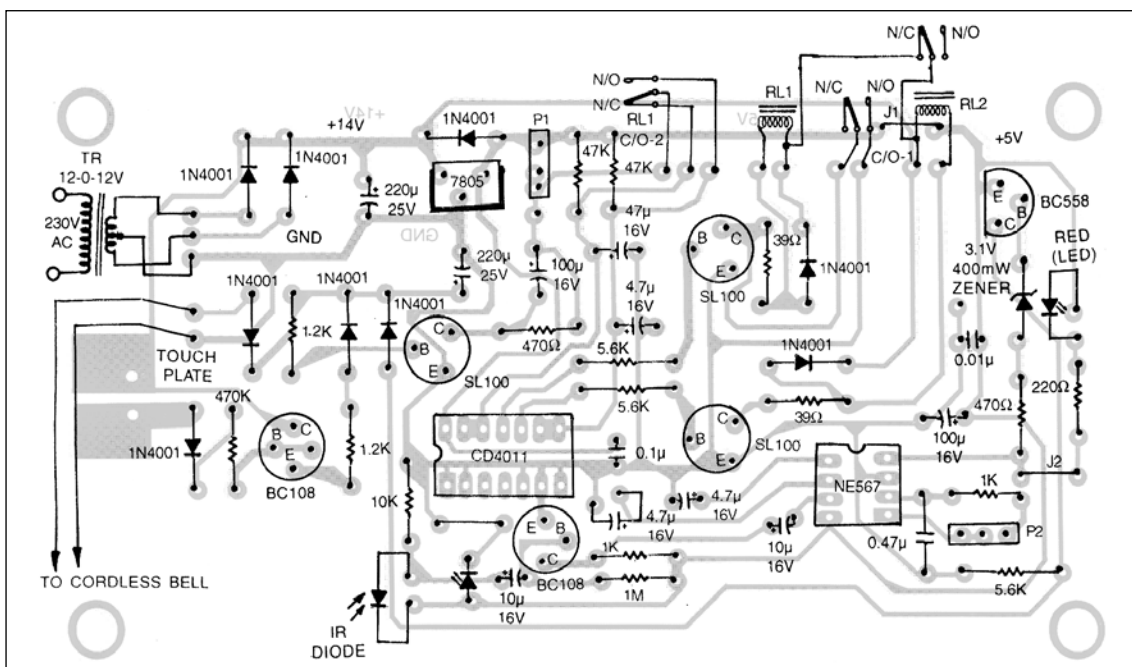 N/C
N/O
N/O
N/C
RL1
C/O-2
RL1
N/C
N/O
J1
C/O-1
RL2
+5V
5V
+14V
+14V
1N4001
P1
47K
47K
TR
12-0-12V
1N4001
1N4001
7805
220µ
25V
230V
AC
GND
GND
47µ
16V
B
C
E
SL100
39Ω
1N4001
E
B
C
BC558
3.1V
400mW
ZENER
RED
(LED)
220µ
25V
100µ
16V
4.7µ
16V
1N4001
1N4001
1N4001
1.2K
C
B
E
SL100
470Ω
5.6K
5.6K
1N4001
39Ω
0.01µ
TOUCH
PLATE
470K
1N4001
B
C
E
BC108
1.2K
CD4011
0.1µ
C
B
E
SL100
100µ
16V
470Ω
220Ω
10K
4.7µ
16V
4.7µ
16V
10µ
16V
NE567
0.47µ
J2
1K
P2
5.6K
E
B
C
BC108
1K
1M
10µ
16V
IR
DIODE
TO CORDLESS BELL